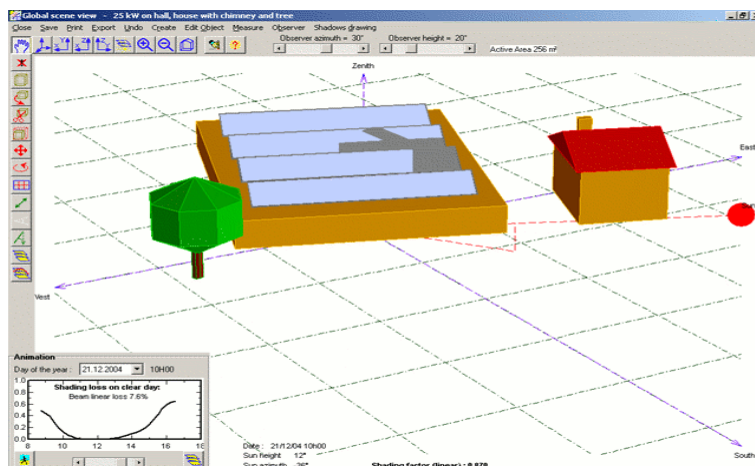 Global scene view - 25 kW on hall, house with chimney and tree
Close Save Print Export Undo Create Edit Object Measure Observer Shadows drawing
Observer azimuth = 30° Observer height = 20°
Active Area 256 m²
Zenith
East
Vest
South
Animation
Day of the year : 21.12.2004 10H00
Shading loss on clear day:
Beam linear loss 7.6%
1.0
0.8
0.6
0.4
0.2
0.0
8 10 12 14 16 18
Date : 21/12/04 10h00
Sun height 12°
Sun azimuth -26°
Shading factor (linear) : 0.870